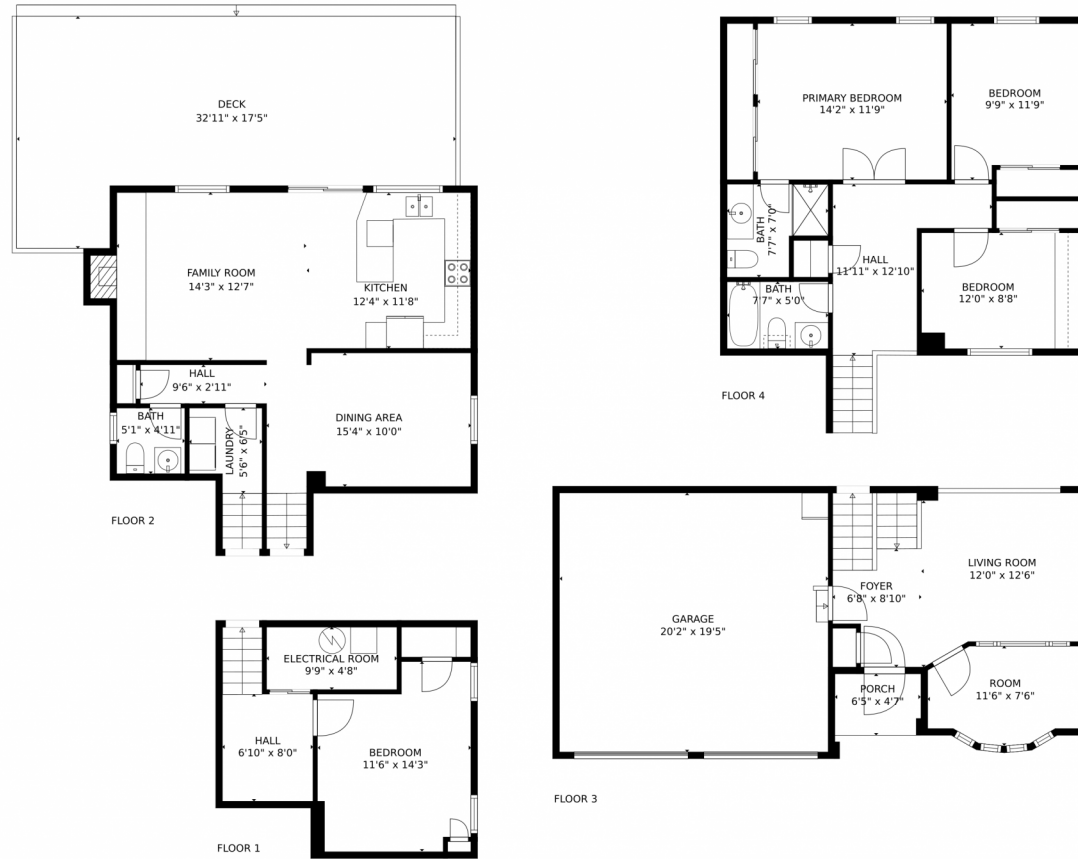 DECK
32'11" x 17'5"
FAMILY ROOM
14'3" x 12'7"
KITCHEN
12'4" x 11'8"
HALL
9'6" x 2'11"
BATH
5'1" x 4'11"
LAUNDRY
5'6" x 6'5"
DINING AREA
15'4" x 10'0"
FLOOR 2
PRIMARY BEDROOM
14'2" x 11'9"
BEDROOM
9'9" x 11'9"
BATH
7'7" x 7'0"
HALL
11'11" x 12'10"
BATH
7'7" x 5'0"
BEDROOM
12'0" x 8'8"
FLOOR 4
ELECTRICAL ROOM
9'9" x 4'8"
HALL
6'10" x 8'0"
BEDROOM
11'6" x 14'3"
FLOOR 1
GARAGE
20'2" x 19'5"
FOYER
6'8" x 8'10"
LIVING ROOM
12'0" x 12'6"
PORCH
6'5" x 4'7"
ROOM
11'6" x 7'6"
FLOOR 3